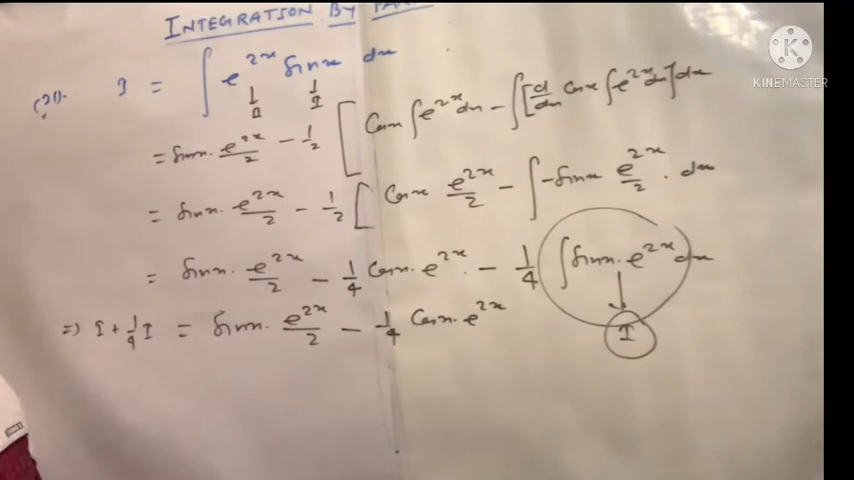 INTEGRATION BY PAR
K
KINEMASTER
(21). I = ∫ e^{2x} sinx dx
↓ ↓
II I
= sinx. e^{2x}/2 - 1/2 [ cosx ∫ e^{2x} dx - ∫ [d/dx cosx ∫ e^{2x} dx] dx
= sinx. e^{2x}/2 - 1/2 [ cosx e^{2x}/2 - ∫ -sinx e^{2x}/2 . dx
= sinx. e^{2x}/2 - 1/4 cosx. e^{2x} - 1/4 ∫ sinx. e^{2x} dx
⇒ I + 1/4 I = sinx. e^{2x}/2 - 1/4 cosx. e^{2x}
I